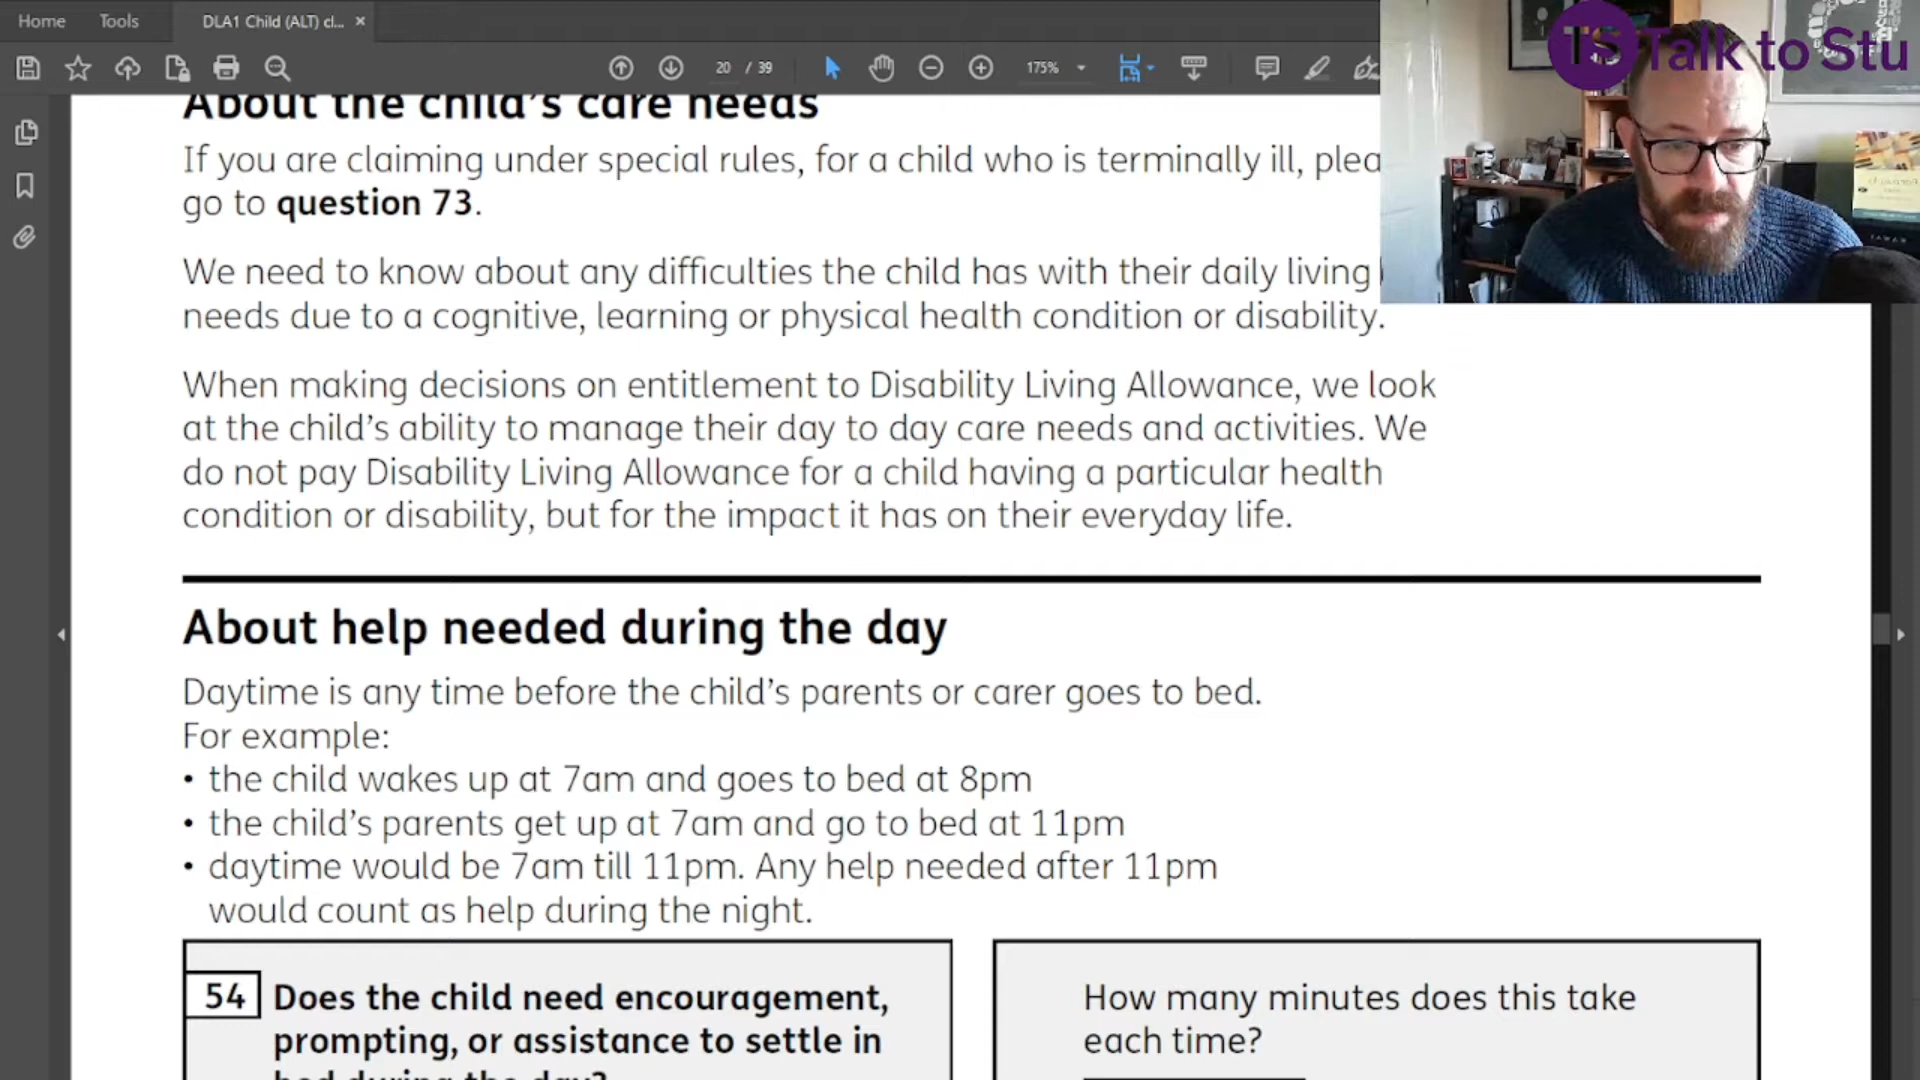 Home
Tools
DLA1 Child (ALT) cl...
20 / 39
175%
TS Talk to Stu
About the child's care needs
If you are claiming under special rules, for a child who is terminally ill, plea
go to question 73.
We need to know about any difficulties the child has with their daily living
needs due to a cognitive, learning or physical health condition or disability.
When making decisions on entitlement to Disability Living Allowance, we look
at the child's ability to manage their day to day care needs and activities. We
do not pay Disability Living Allowance for a child having a particular health
condition or disability, but for the impact it has on their everyday life.
About help needed during the day
Daytime is any time before the child's parents or carer goes to bed.
For example:
• the child wakes up at 7am and goes to bed at 8pm
• the child's parents get up at 7am and go to bed at 11pm
• daytime would be 7am till 11pm. Any help needed after 11pm
would count as help during the night.
54 Does the child need encouragement,
prompting, or assistance to settle in
bed during the day?
How many minutes does this take
each time?